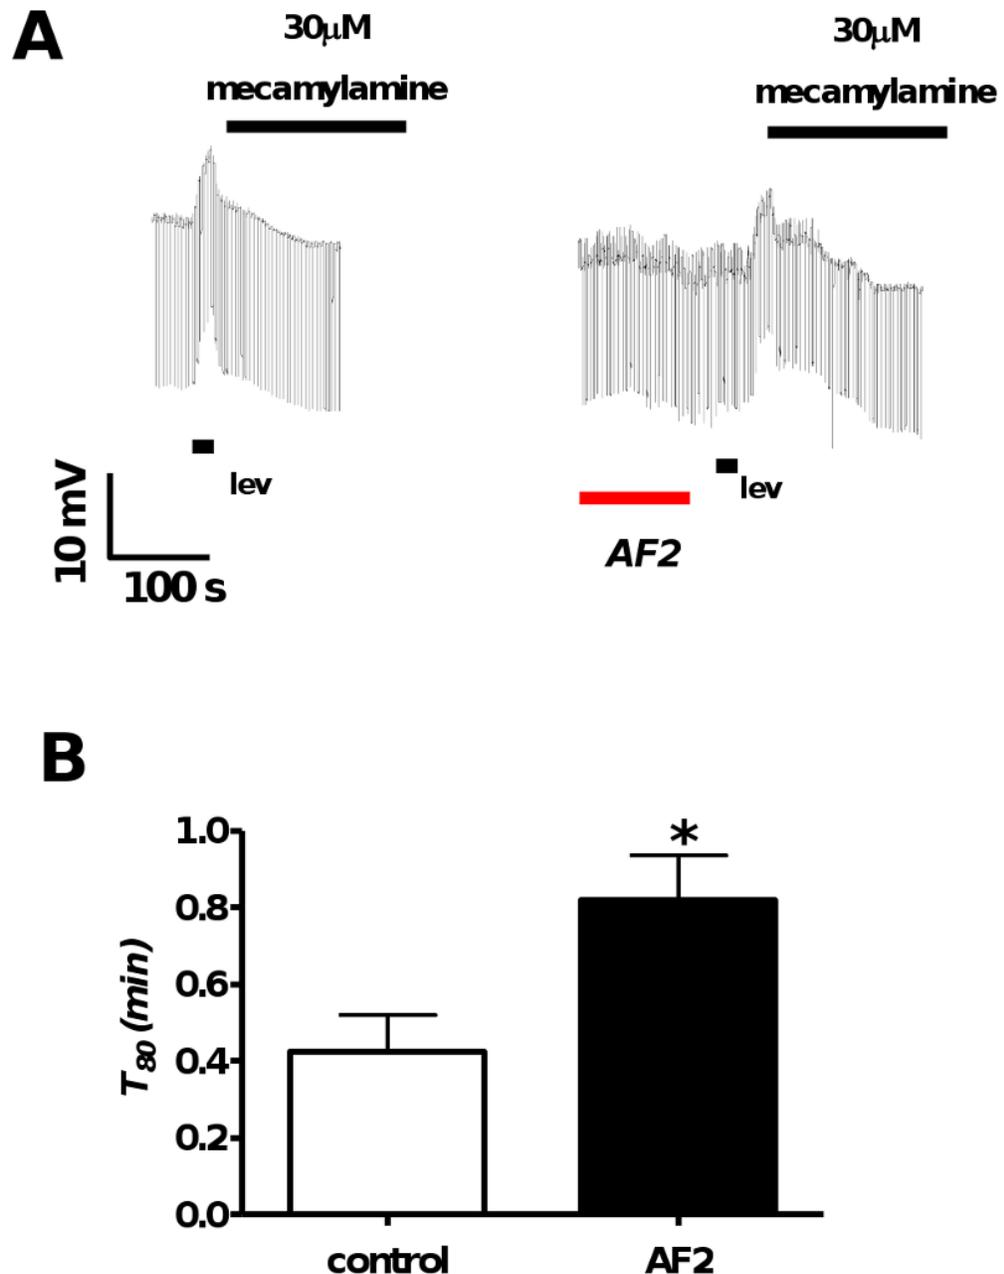 A
30μM
mecamylamine
30μM
mecamylamine
lev
lev
10 mV
100 s
AF2
B
1.0
*
0.8
0.6
0.4
0.2
0.0
T80 (min)
control
AF2